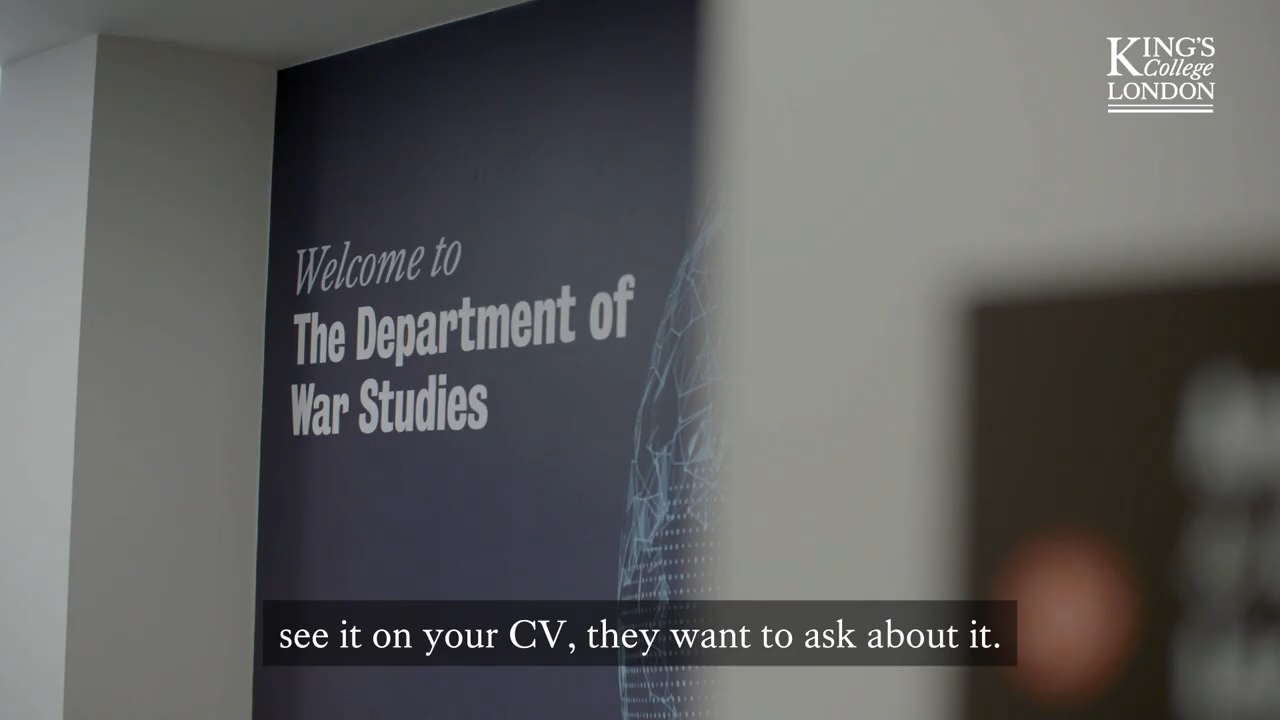 KING'S
College
LONDON
Welcome to
The Department of
War Studies
see it on your CV, they want to ask about it.